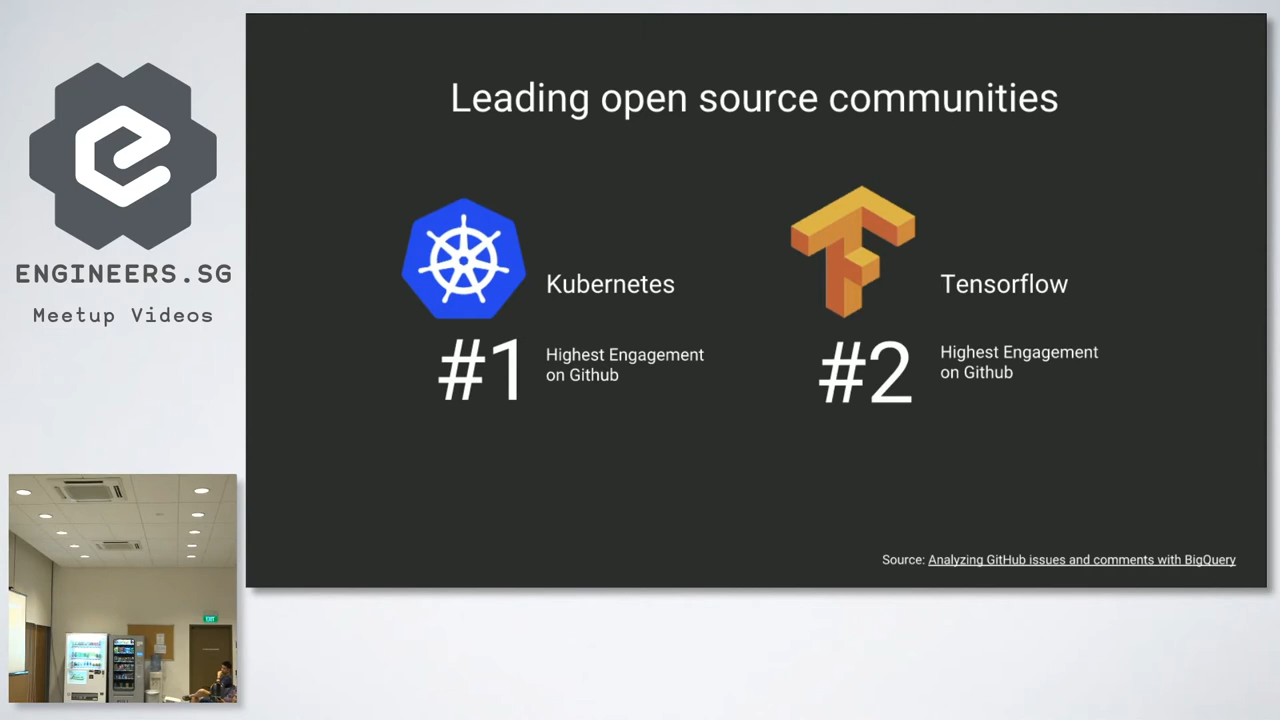 ENGINEERS.SG
Meetup Videos
Leading open source communities
Kubernetes
#1
Highest Engagement
on Github
Tensorflow
#2
Highest Engagement
on Github
Source: Analyzing GitHub issues and comments with BigQuery
EXIT